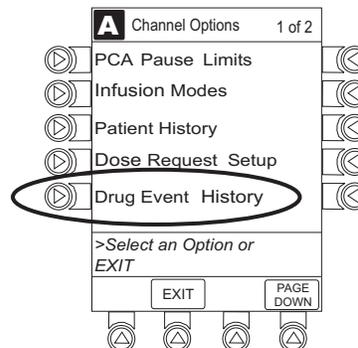 A Channel Options 1 of 2
PCA Pause Limits
Infusion Modes
Patient History
Dose Request Setup
Drug Event History
>Select an Option or
EXIT
EXIT
PAGE
DOWN